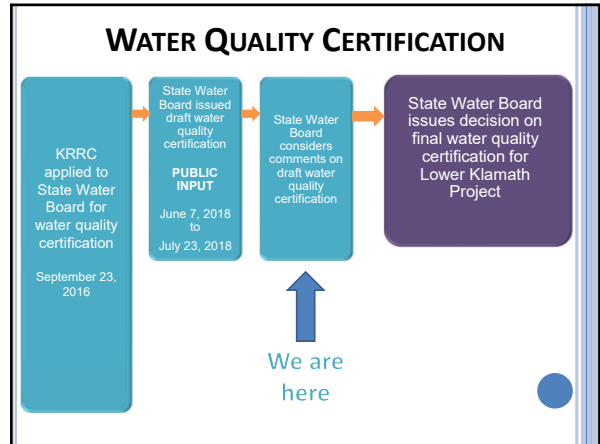 WATER QUALITY CERTIFICATION
KRRC
applied to
State Water
Board for
water quality
certification
September 23,
2016
State Water
Board issued
draft water
quality
certification
PUBLIC
INPUT
June 7, 2018
to
July 23, 2018
State Water
Board
considers
comments on
draft water
quality
certification
State Water Board
issues decision on
final water quality
certification for
Lower Klamath
Project
We are
here